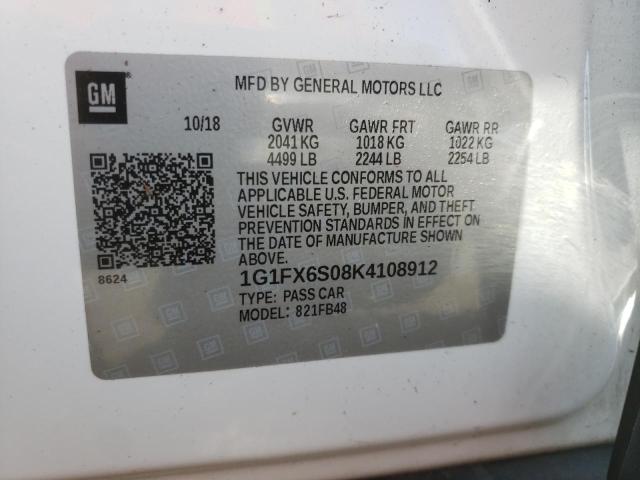 GM
MFD BY GENERAL MOTORS LLC
10/18 GVWR GAWR FRT GAWR RR
2041 KG 1018 KG 1022 KG
4499 LB 2244 LB 2254 LB
THIS VEHICLE CONFORMS TO ALL
APPLICABLE U.S. FEDERAL MOTOR
VEHICLE SAFETY, BUMPER, AND THEFT
PREVENTION STANDARDS IN EFFECT ON
THE DATE OF MANUFACTURE SHOWN
ABOVE.
8624
1G1FX6S08K4108912
TYPE: PASS CAR
MODEL: 821FB48